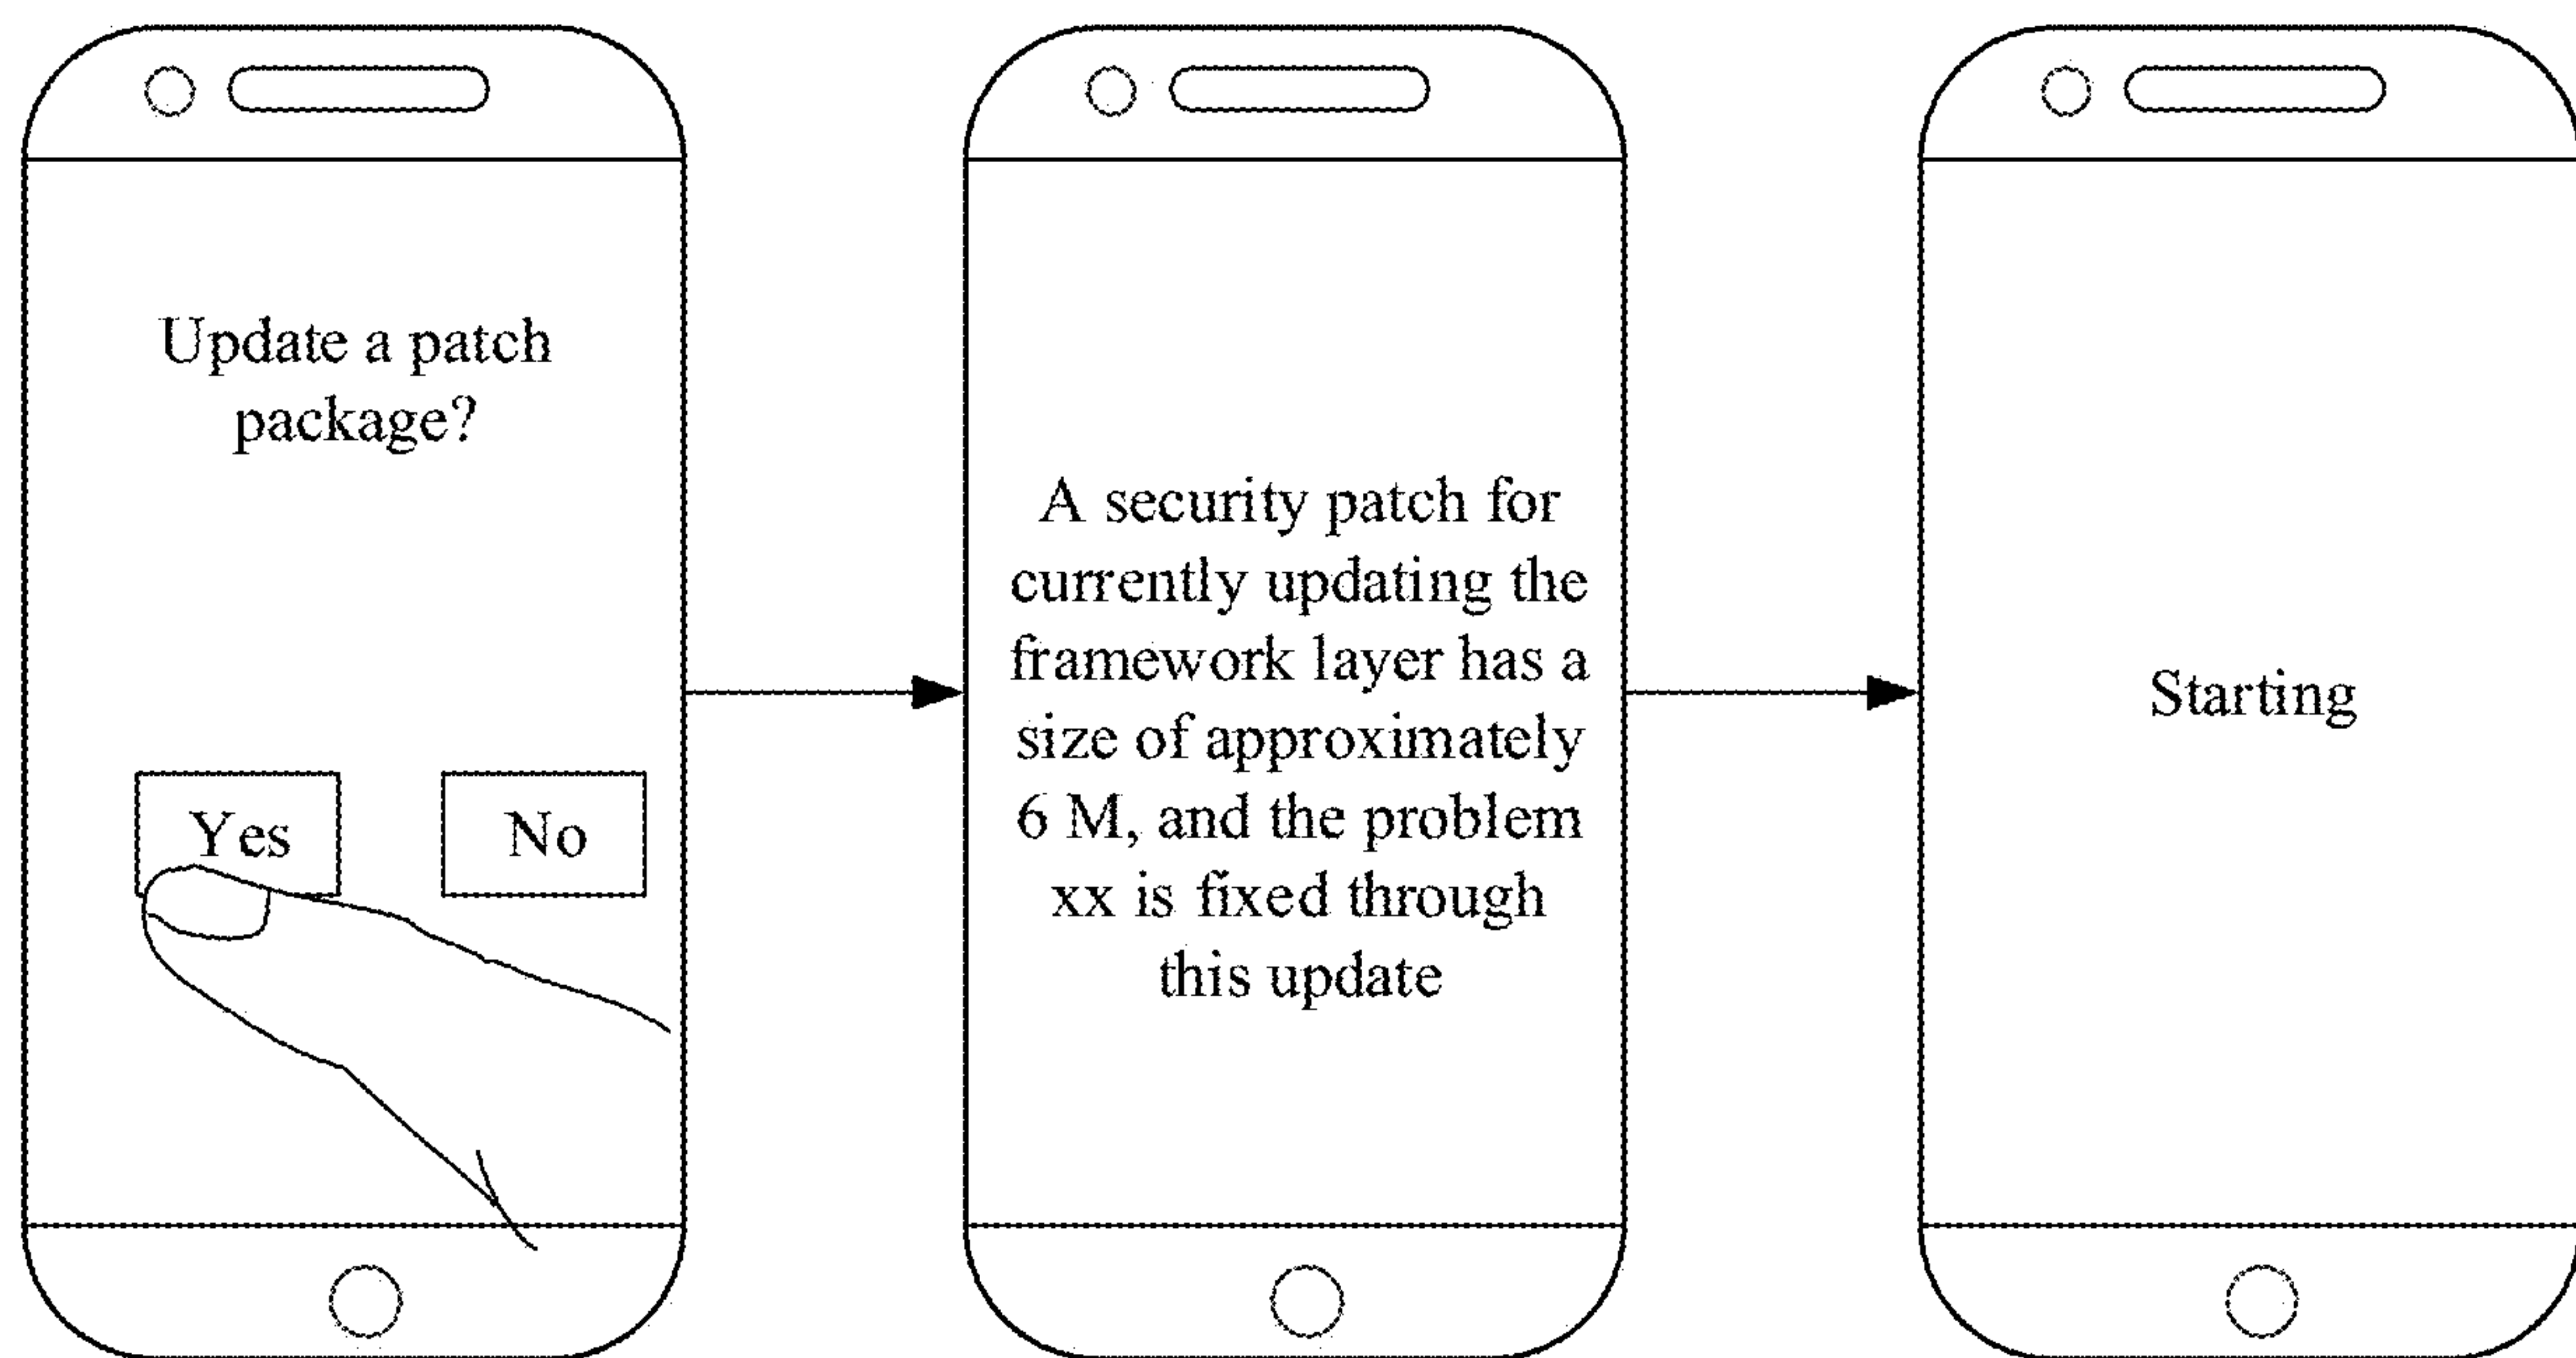 Update a patch
package?
Yes
No
A security patch for
currently updating the
framework layer has a
size of approximately
6 M, and the problem
xx is fixed through
this update
Starting